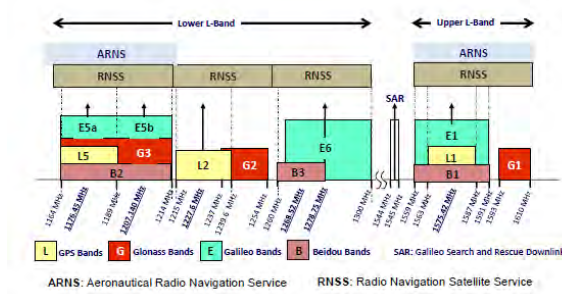 Lower L-Band Upper L-Band
ARNS ARNS
RNSS RNSS RNSS RNSS
SAR
E5a E5b E6 E1
L5 G3 L2 G2 L1 G1
B2 B3 B1
1164 MHz 1176.45 MHz 1189 MHz 1207.140 MHz 1214 MHz 1215 MHz 1227.6 MHz 1237 MHz 1239.6 MHz 1254 MHz 1260 MHz 1268.52 MHz 1278.75 MHz 1300 MHz 1544 MHz 1545 MHz 1559 MHz 1563 MHz 1575.42 MHz 1587 MHz 1591 MHz 1593 MHz 1610 MHz
L GPS Bands G Glonass Bands E Galileo Bands B Beidou Bands SAR: Galileo Search and Rescue Downlink
ARNS: Aeronautical Radio Navigation Service RNSS: Radio Navigation Satellite Service